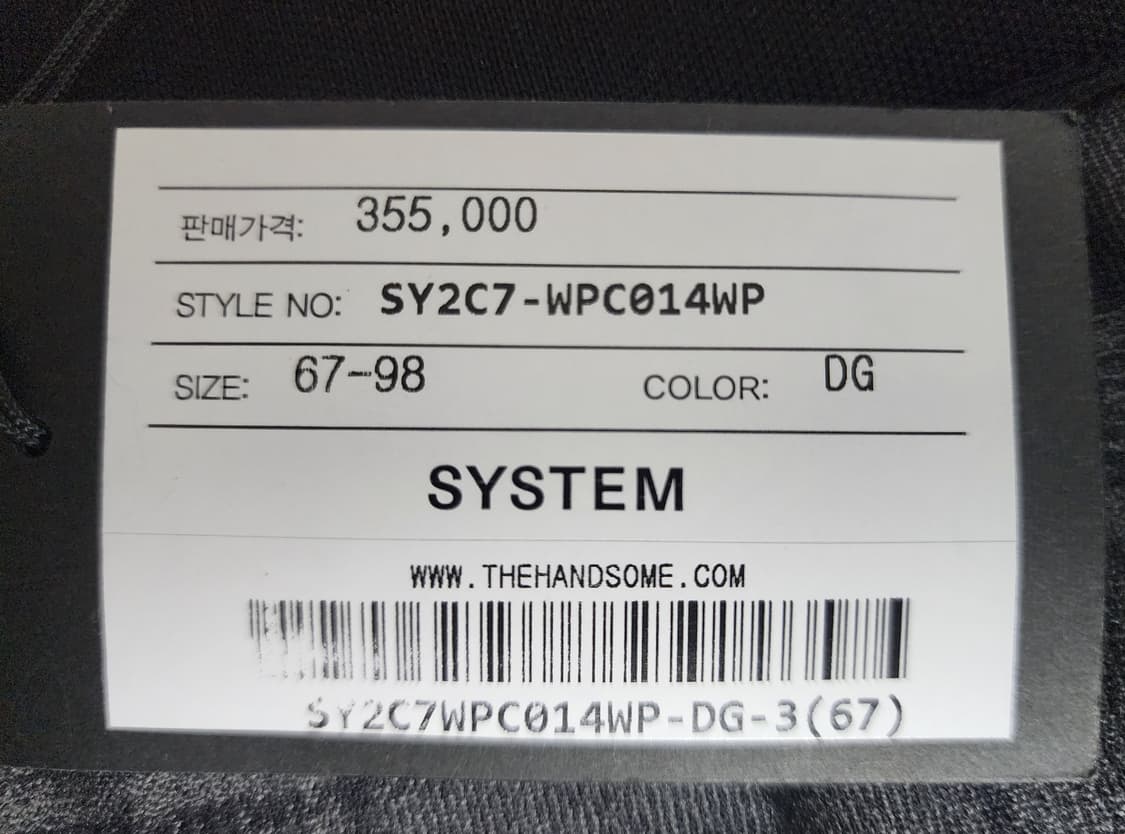 판매가격: 355,000
STYLE NO: SY2C7-WPC014WP
SIZE: 67-98 COLOR: DG
SYSTEM
WWW.THEHANDSOME.COM
SY2C7WPC014WP-DG-3(67)